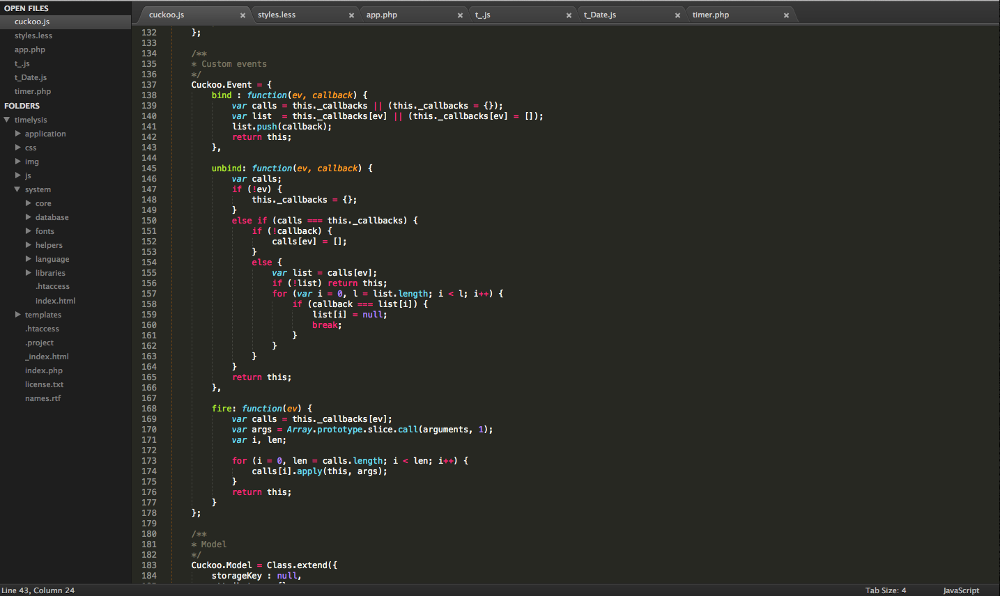 OPEN FILES
cuckoo.js
styles.less
app.php
t_.js
t_Date.js
timer.php
FOLDERS
timelysis
application
css
img
js
system
core
database
fonts
helpers
language
libraries
.htaccess
index.html
templates
.htaccess
.project
_index.html
index.php
license.txt
names.rtf
cuckoo.js × styles.less × app.php × t_.js × t_Date.js × timer.php ×
132 };
133
134 /**
135 * Custom events
136 */
137 Cuckoo.Event = {
138 bind : function(ev, callback) {
139 var calls = this._callbacks || (this._callbacks = {});
140 var list  = this._callbacks[ev] || (this._callbacks[ev] = []);
141 list.push(callback);
142 return this;
143 },
144
145 unbind: function(ev, callback) {
146 var calls;
147 if (!ev) {
148 this._callbacks = {};
149 }
150 else if (calls === this._callbacks) {
151 if (!callback) {
152 calls[ev] = [];
153 }
154 else {
155 var list = calls[ev];
156 if (!list) return this;
157 for (var i = 0, l = list.length; i < l; i++) {
158 if (callback === list[i]) {
159 list[i] = null;
160 break;
161 }
162 }
163 }
164 }
165 return this;
166 },
167
168 fire: function(ev) {
169 var calls = this._callbacks[ev];
170 var args = Array.prototype.slice.call(arguments, 1);
171 var i, len;
172
173 for (i = 0, len = calls.length; i < len; i++) {
174 calls[i].apply(this, args);
175 }
176 return this;
177 }
178 };
179
180 /**
181 * Model
182 */
183 Cuckoo.Model = Class.extend({
184 storageKey : null,
Line 43, Column 24
Tab Size: 4
JavaScript